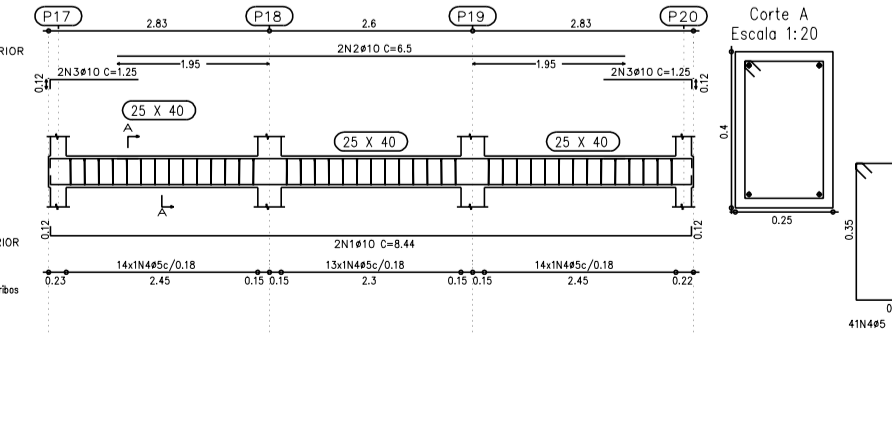 P17 P18 P19 P20
2.83 2.6 2.83
Corte A
Escala 1:20
RIOR
2N2ø10 C=6.5
1.95 1.95
2N3ø10 C=1.25 2N3ø10 C=1.25
0.12 0.12
25 X 40
A
25 X 40 25 X 40
A
0.4
0.25
0.35
0.12 0.12
RIOR
2N1ø10 C=8.44
14x1N4ø5c/0.18 13x1N4ø5c/0.18 14x1N4ø5c/0.18
0.23 2.45 0.15 0.15 2.3 0.15 0.15 2.45 0.22
ribos
0
41N4ø5